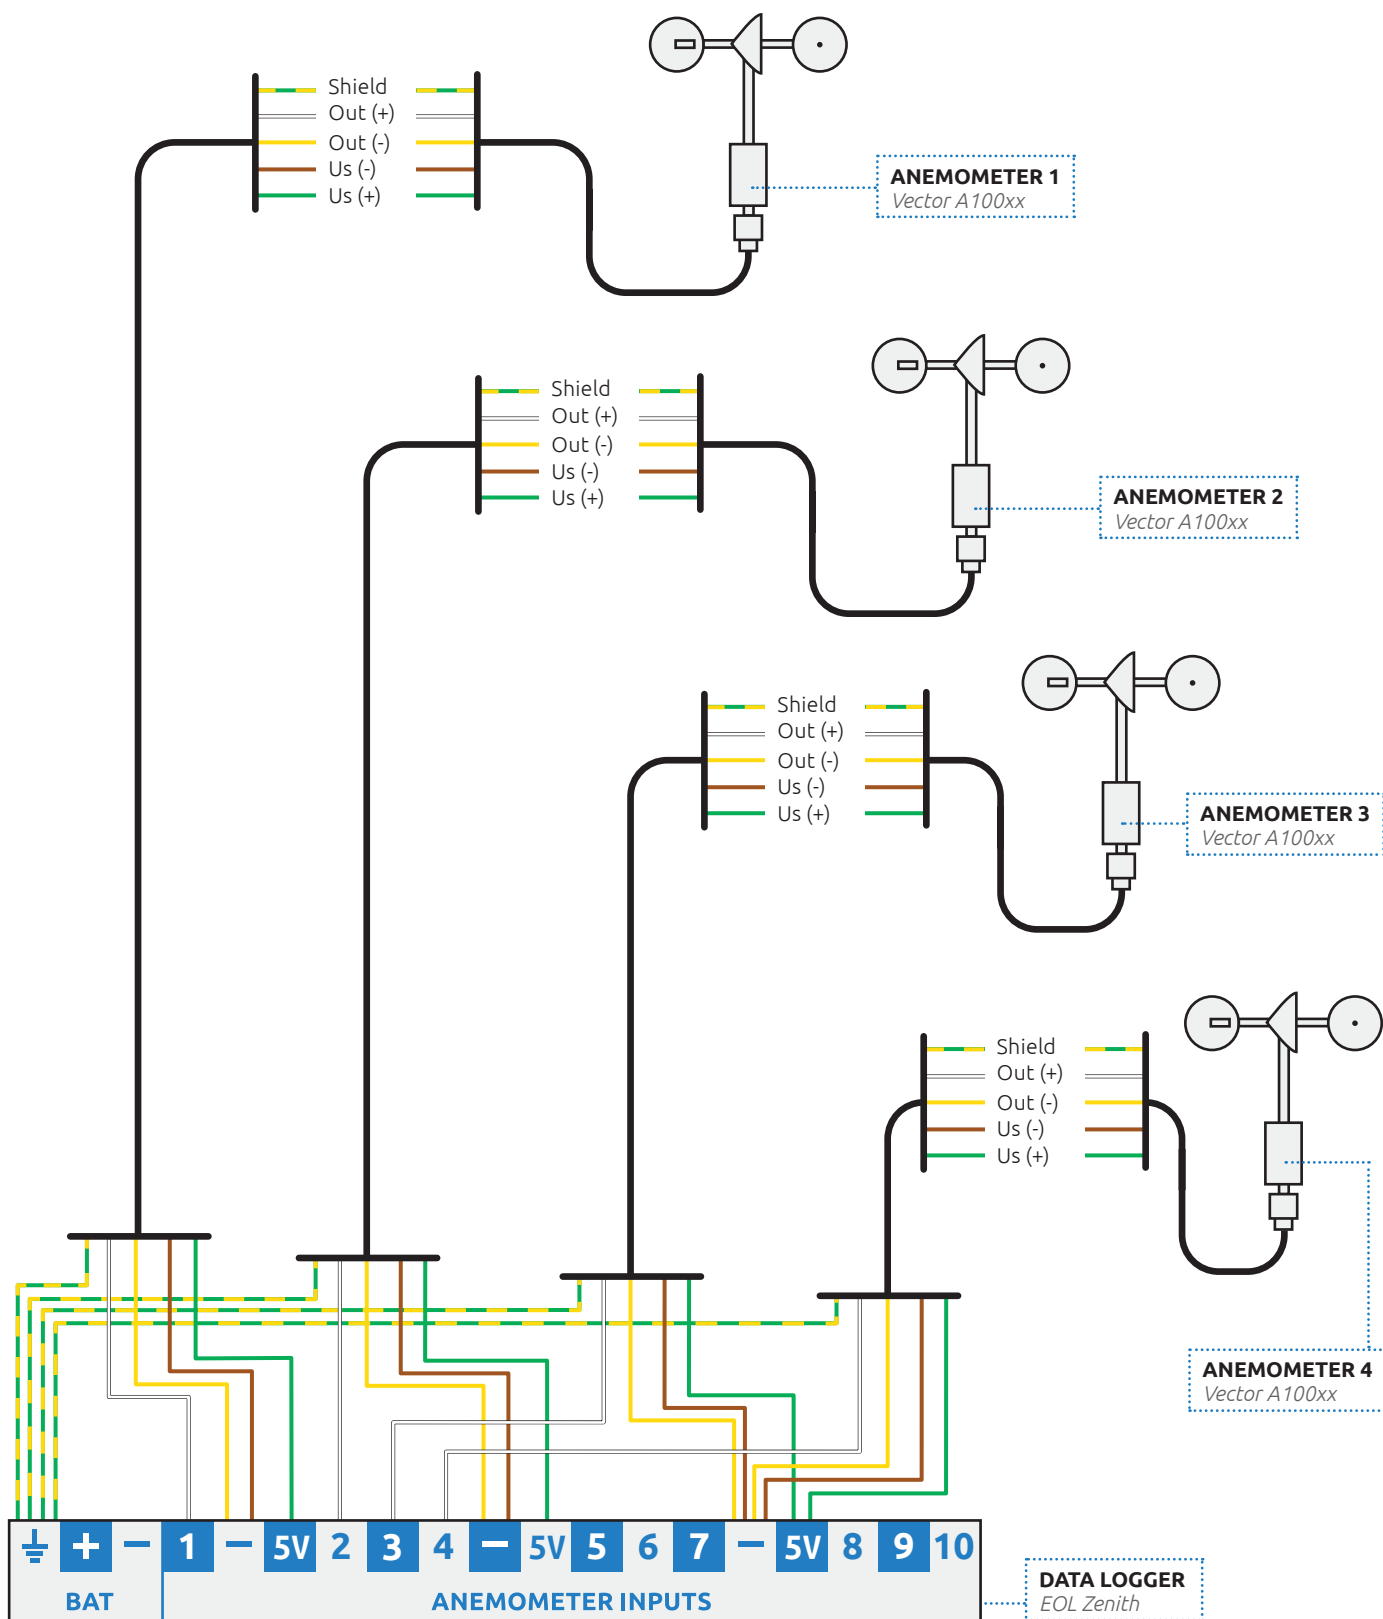 Shield
Out (+)
Out (-)
Us (-)
Us (+)
ANEMOMETER 1
Vector A100xx
Shield
Out (+)
Out (-)
Us (-)
Us (+)
ANEMOMETER 2
Vector A100xx
Shield
Out (+)
Out (-)
Us (-)
Us (+)
ANEMOMETER 3
Vector A100xx
Shield
Out (+)
Out (-)
Us (-)
Us (+)
ANEMOMETER 4
Vector A100xx
+ − 1 − 5V 2 3 4 − 5V 5 6 7 − 5V 8 9 10
BAT ANEMOMETER INPUTS
DATA LOGGER
EOL Zenith